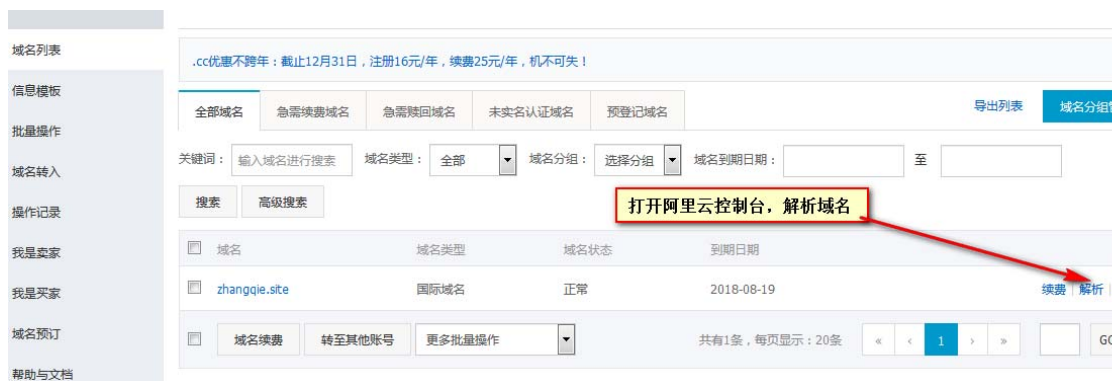 域名列表
信息模板
批量操作
域名转入
操作记录
我是卖家
我是买家
域名预订
帮助与文档
.cc优惠不跨年：截止12月31日，注册16元/年，续费25元/年，机不可失！
全部域名 急需续费域名 急需赎回域名 未实名认证域名 预登记域名 导出列表 域名分组
关键词： 输入域名进行搜索 域名类型： 全部 域名分组： 选择分组 域名到期日期： 至
搜索 高级搜索
打开阿里云控制台，解析域名
域名 域名类型 域名状态 到期日期
zhangqie.site 国际域名 正常 2018-08-19 续费 | 解析 |
域名续费 转至其他账号 更多批量操作 共有1条，每页显示：20条 « ‹ 1 › » GO